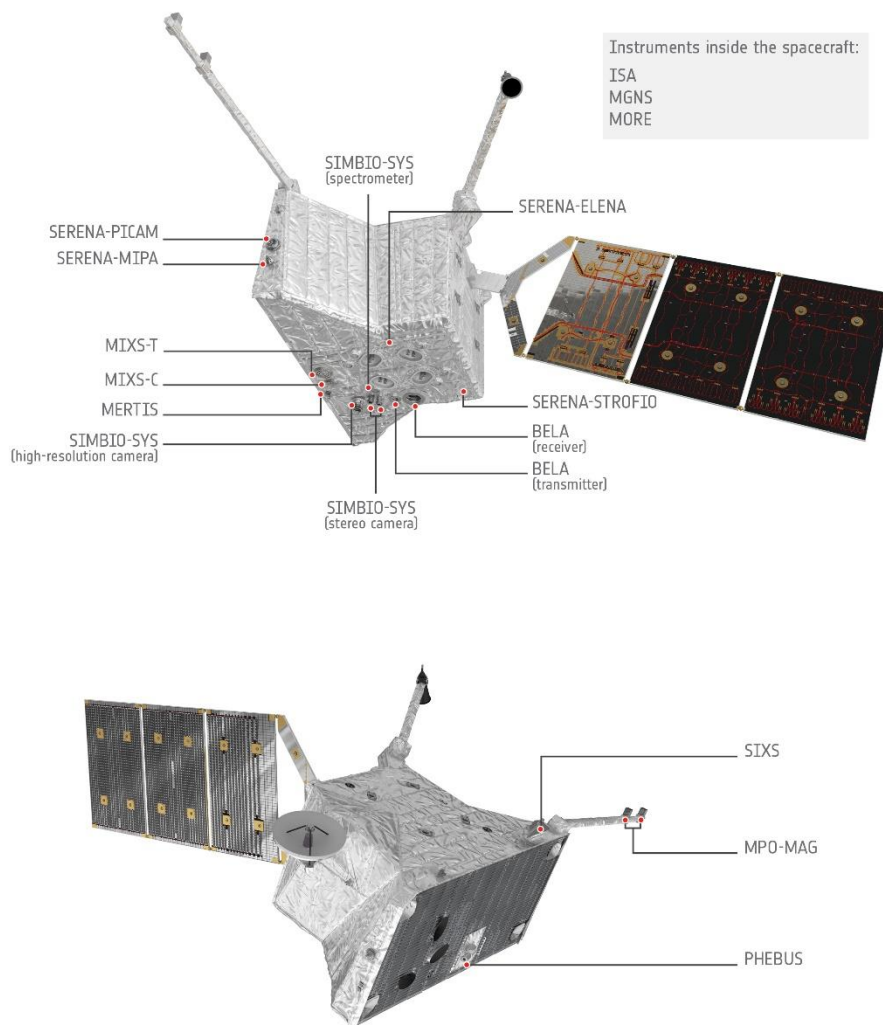 Instruments inside the spacecraft:
ISA
MGNS
MORE
SIMBIO-SYS
(spectrometer)
SERENA-ELENA
SERENA-PICAM
SERENA-MIPA
MIXS-T
MIXS-C
MERTIS
SIMBIO-SYS
(high-resolution camera)
SERENA-STROFIO
BELA
(receiver)
BELA
(transmitter)
SIMBIO-SYS
(stereo camera)
SIXS
MPO-MAG
PHEBUS